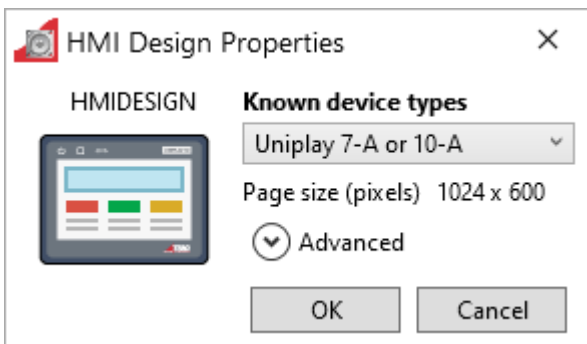 HMI Design Properties
HMIDESIGN
Known device types
Uniplay 7-A or 10-A
Page size (pixels) 1024 x 600
Advanced
OK
Cancel